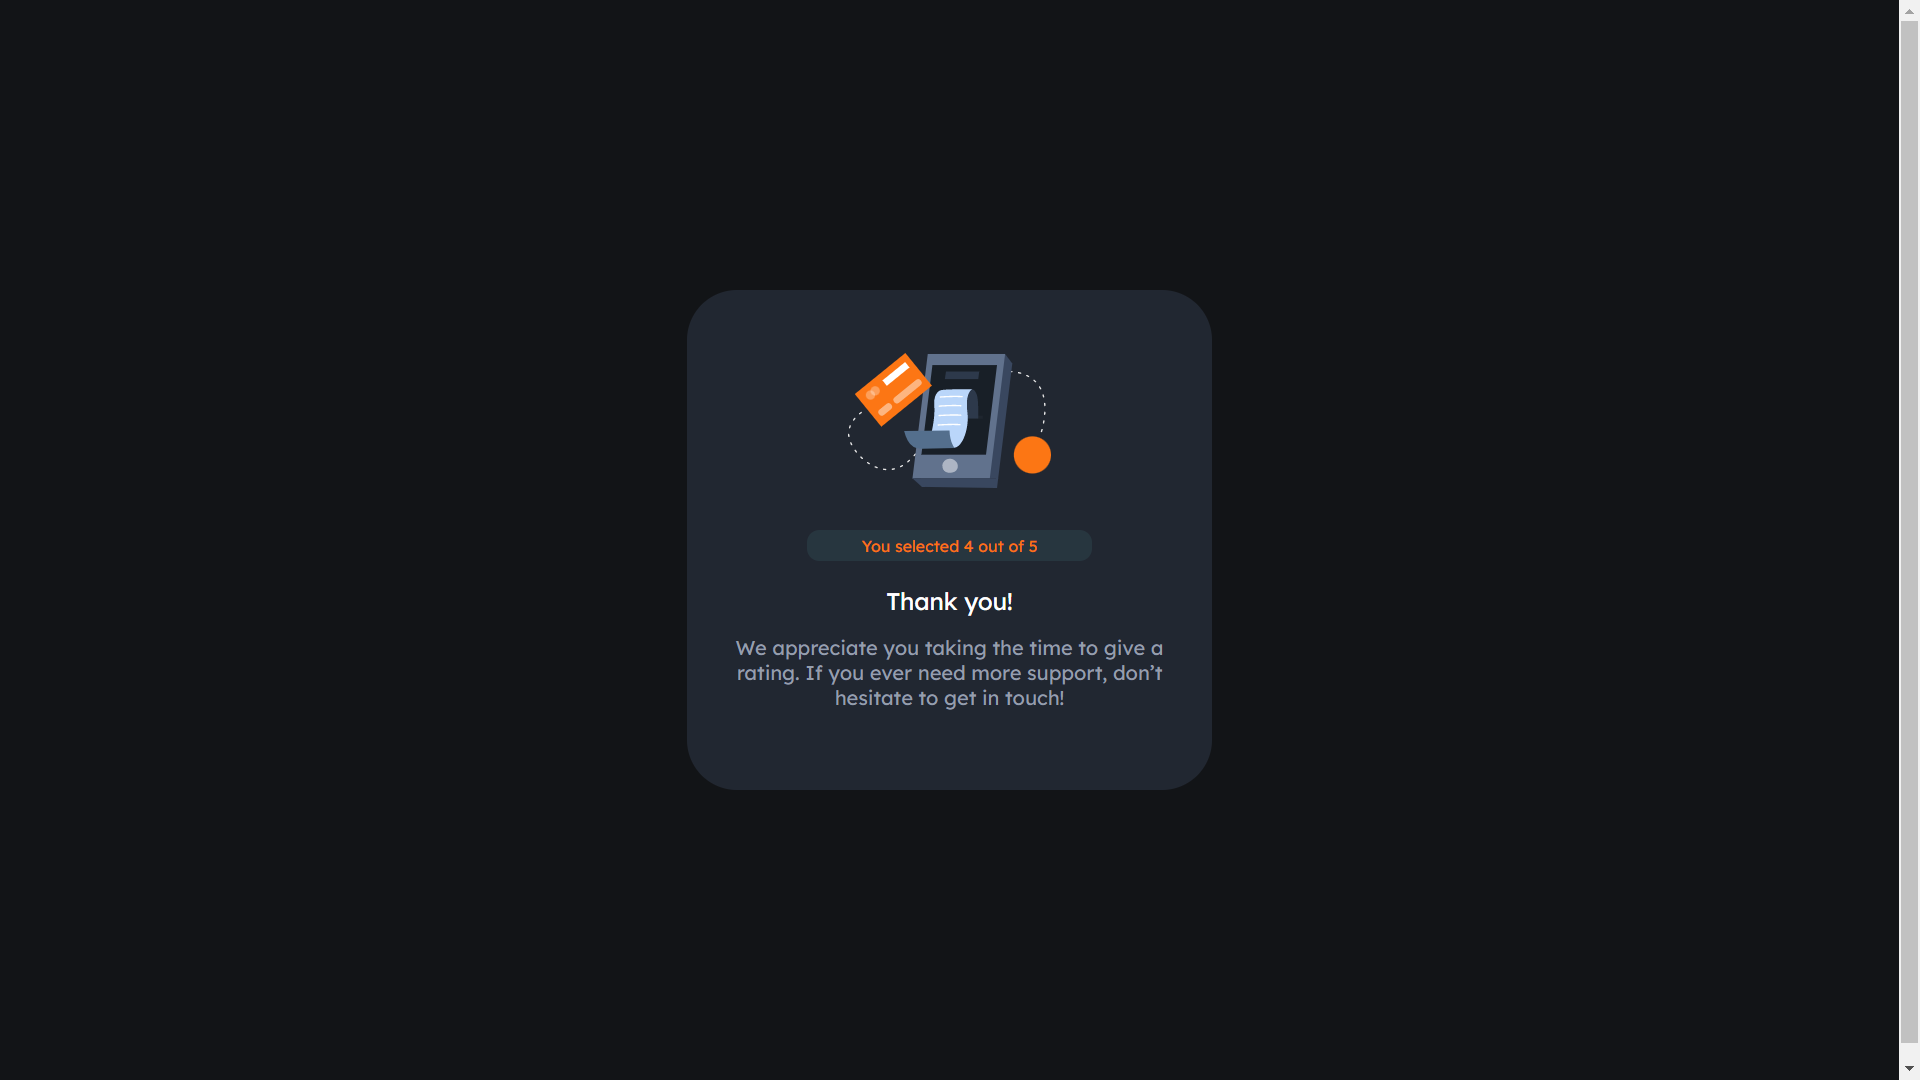 You selected 4 out of 5
Thank you!
We appreciate you taking the time to give a
rating. If you ever need more support, don’t
hesitate to get in touch!